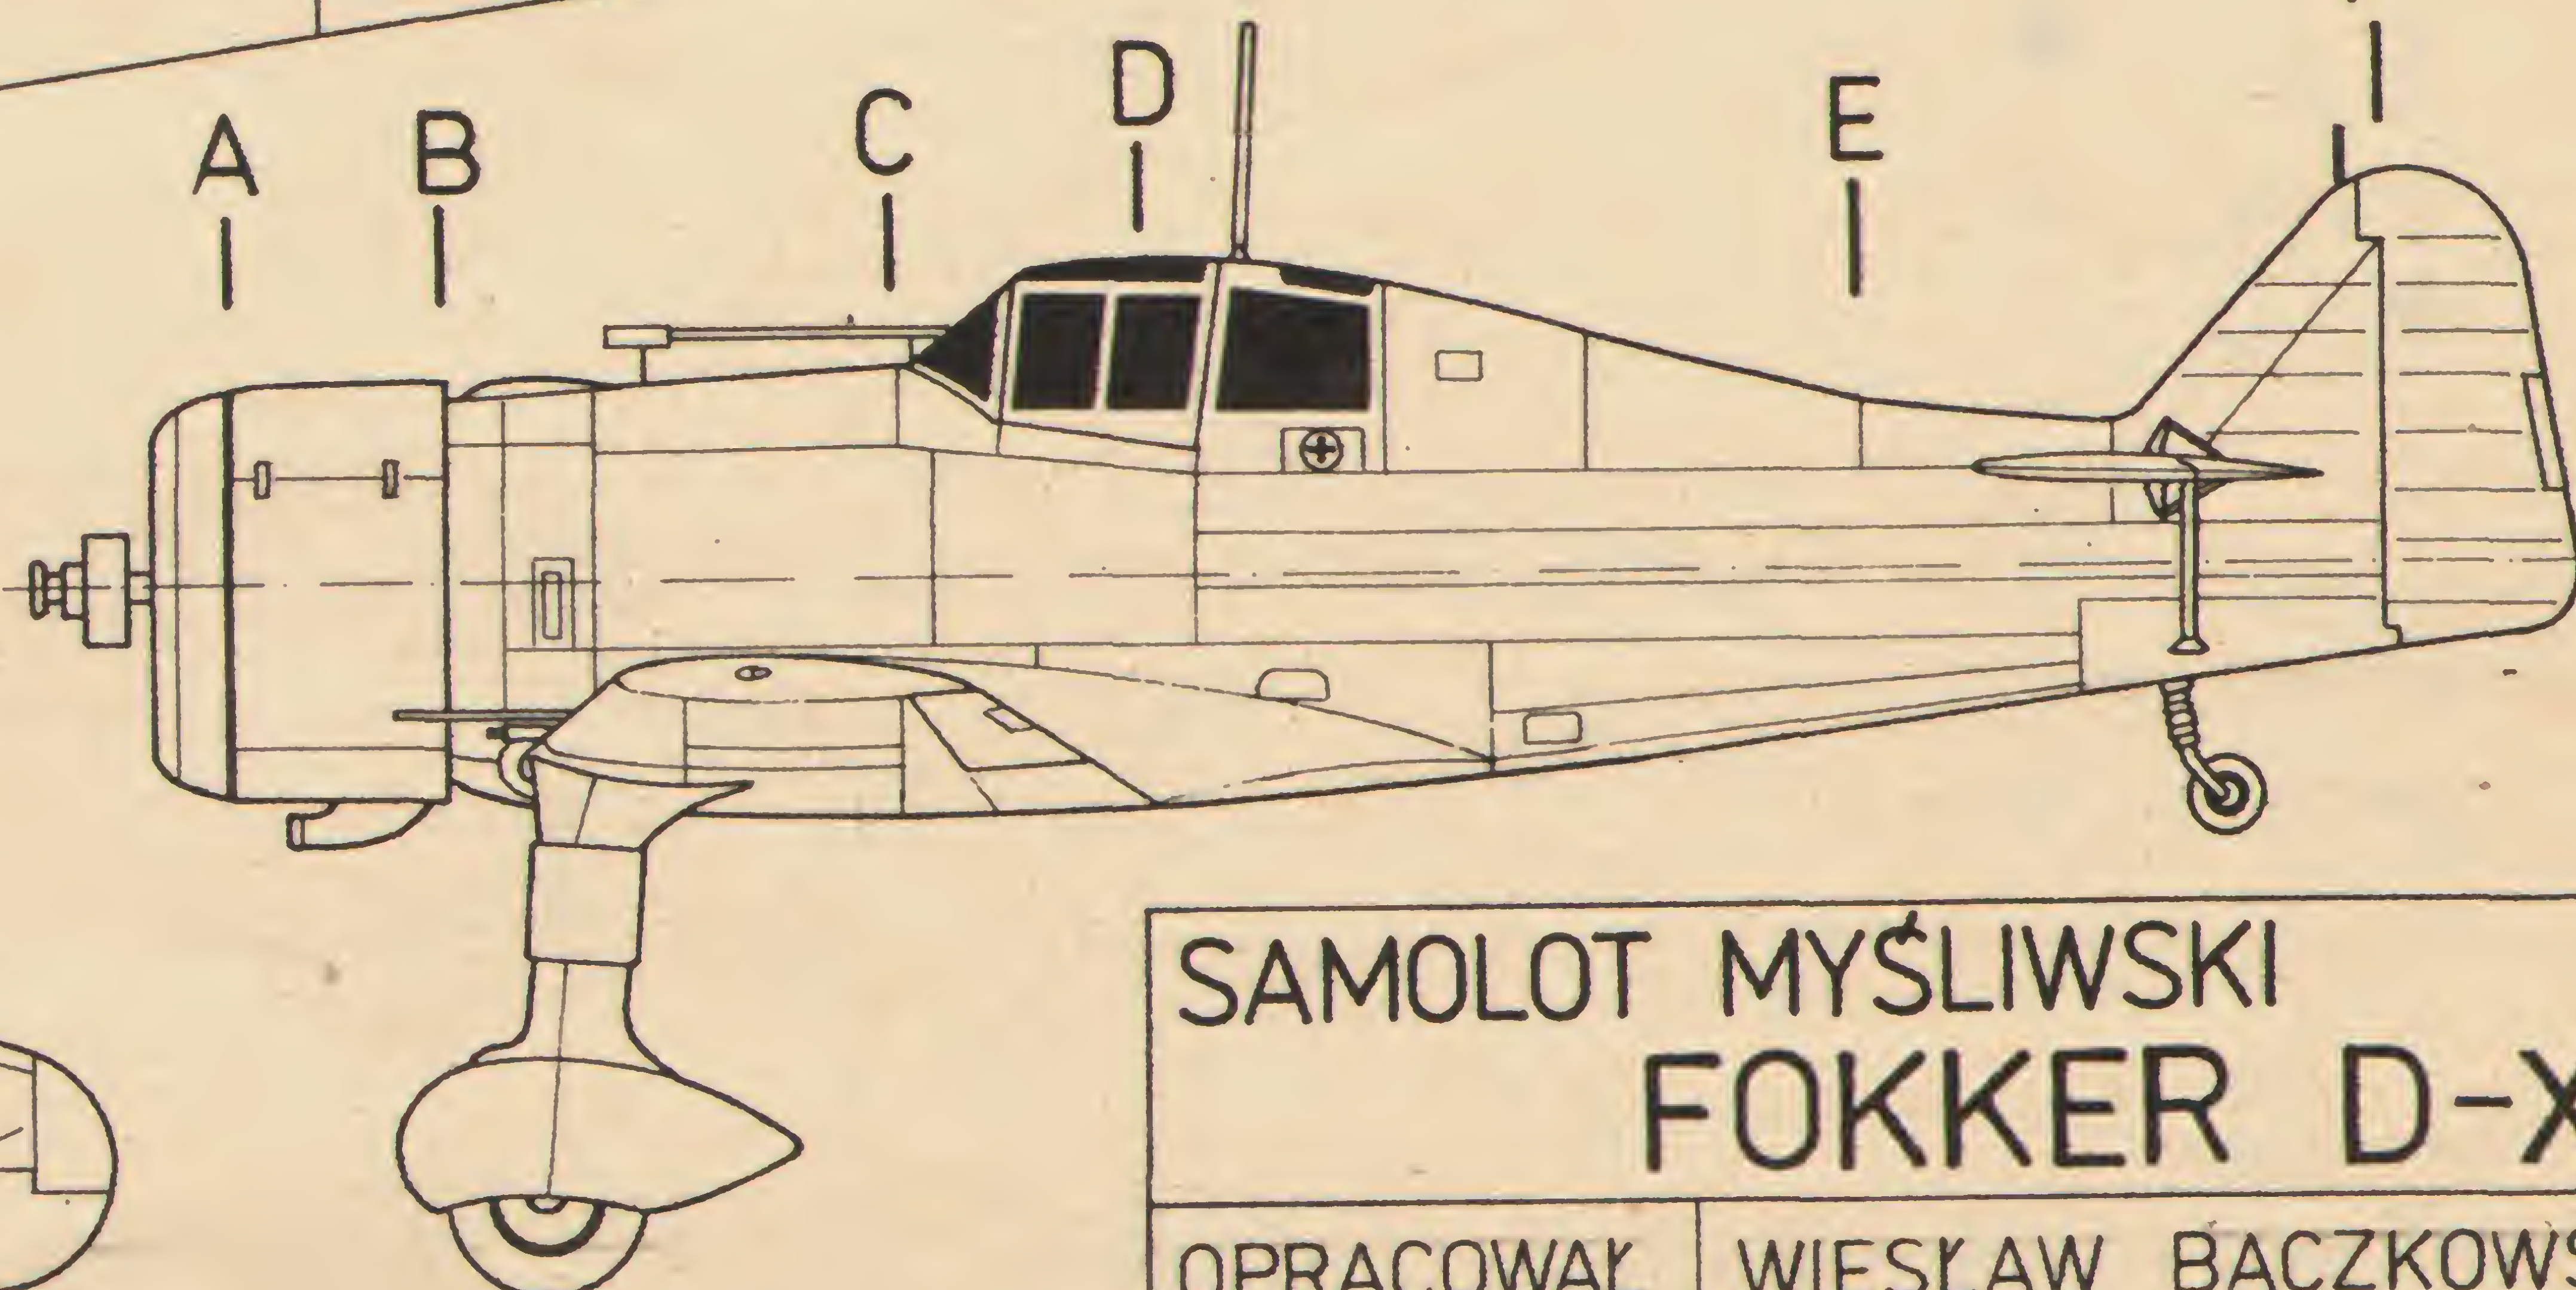 A B C D E
SAMOLOT MYŚLIWSKI
FOKKER D-X
OPRACOWAŁ WIESŁAW BACZKOWS